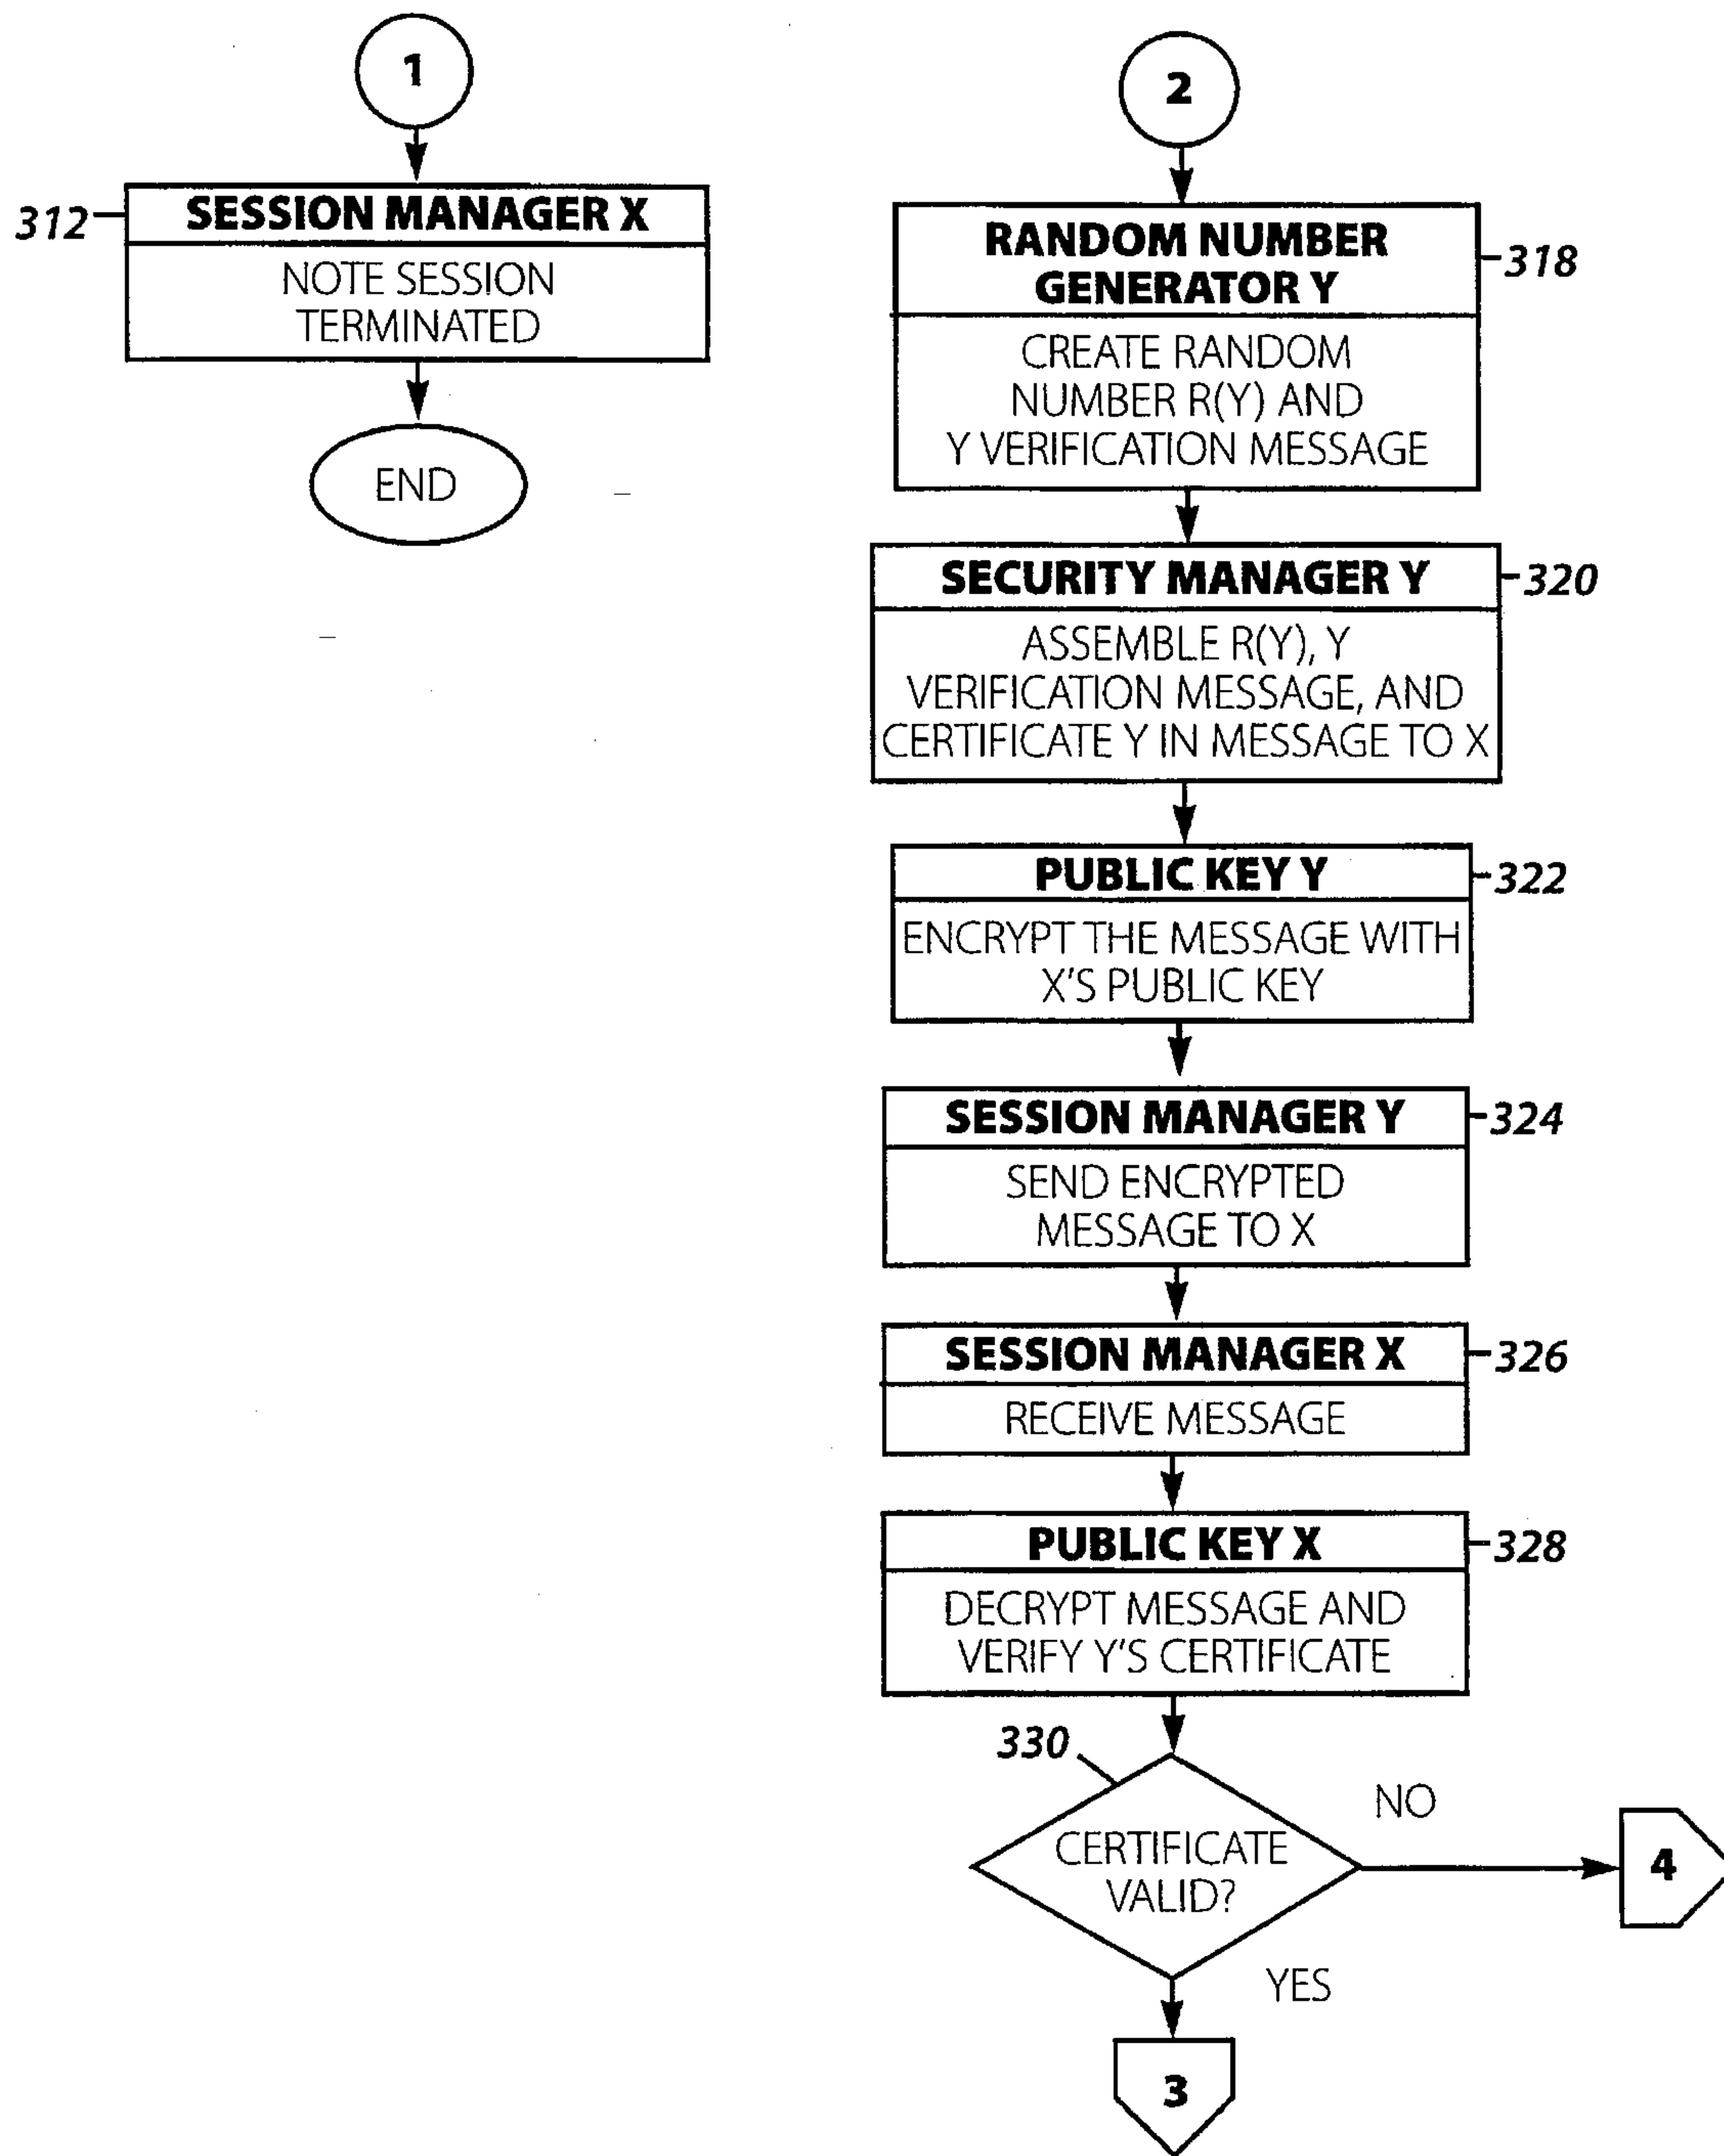 1
312
SESSION MANAGER X
NOTE SESSION
TERMINATED
END
2
RANDOM NUMBER
GENERATOR Y
318
CREATE RANDOM
NUMBER R(Y) AND
Y VERIFICATION MESSAGE
SECURITY MANAGER Y
320
ASSEMBLE R(Y), Y
VERIFICATION MESSAGE, AND
CERTIFICATE Y IN MESSAGE TO X
PUBLIC KEY Y
322
ENCRYPT THE MESSAGE WITH
X'S PUBLIC KEY
SESSION MANAGER Y
324
SEND ENCRYPTED
MESSAGE TO X
SESSION MANAGER X
326
RECEIVE MESSAGE
PUBLIC KEY X
328
DECRYPT MESSAGE AND
VERIFY Y'S CERTIFICATE
330
CERTIFICATE
VALID?
NO
4
YES
3